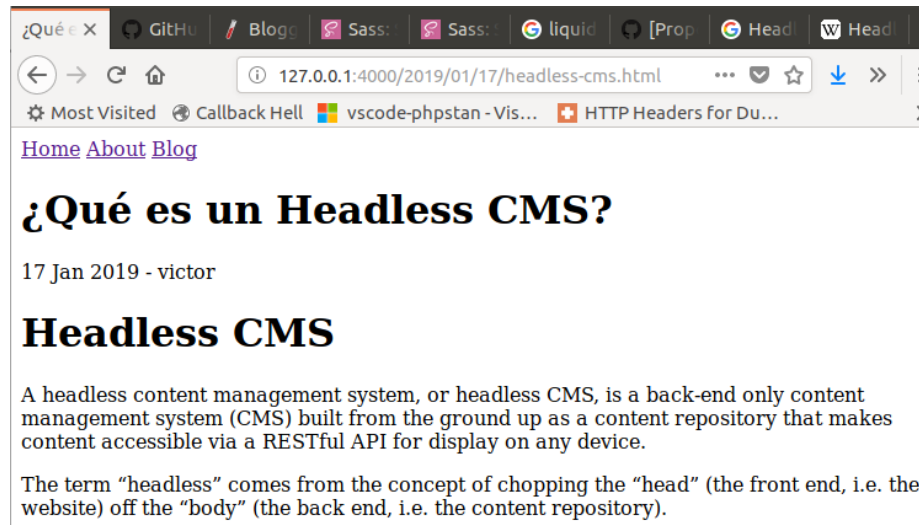 ¿Qué e
GitHu
Blogg
Sass:
Sass:
liquid
[Prop
Headl
W Headl
127.0.0.1:4000/2019/01/17/headless-cms.html
Most Visited Callback Hell vscode-phpstan - Vis... HTTP Headers for Du...
Home About Blog
¿Qué es un Headless CMS?
17 Jan 2019 - victor
Headless CMS
A headless content management system, or headless CMS, is a back-end only content
management system (CMS) built from the ground up as a content repository that makes
content accessible via a RESTful API for display on any device.
The term “headless” comes from the concept of chopping the “head” (the front end, i.e. the
website) off the “body” (the back end, i.e. the content repository).